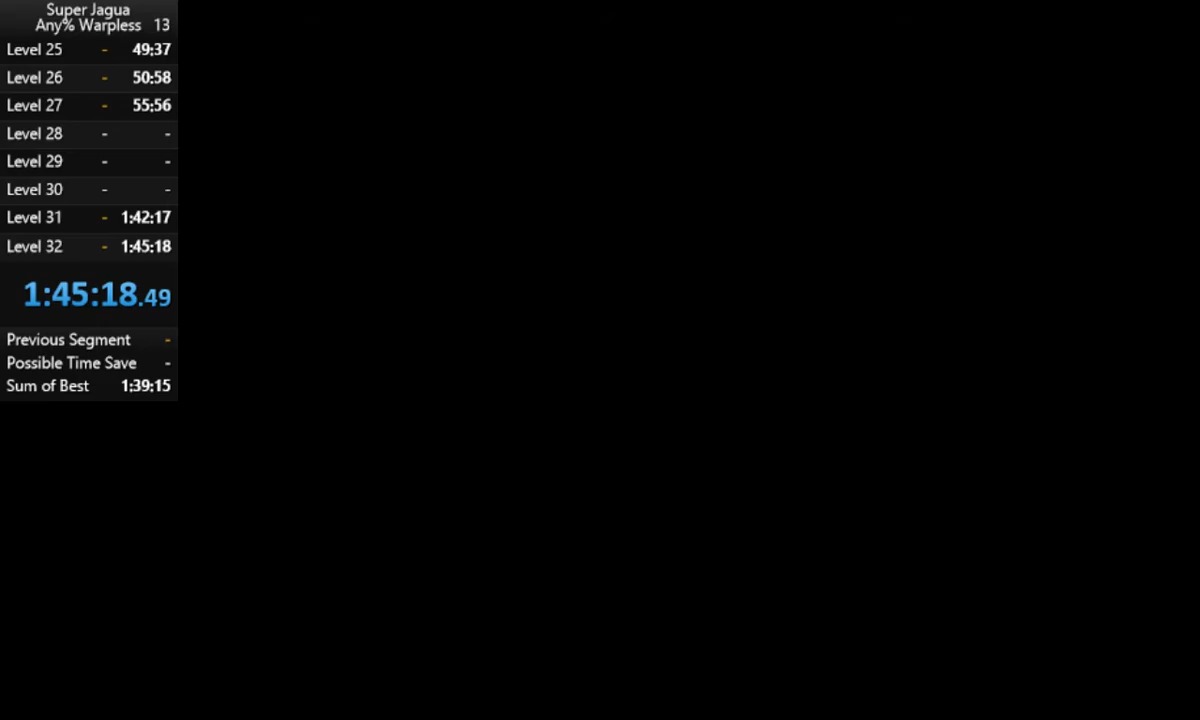 Super Jagua
Any% Warpless 13
Level 25 - 49:37
Level 26 - 50:58
Level 27 - 55:56
Level 28 - -
Level 29 - -
Level 30 - -
Level 31 - 1:42:17
Level 32 - 1:45:18
1:45:18.49
Previous Segment -
Possible Time Save -
Sum of Best 1:39:15